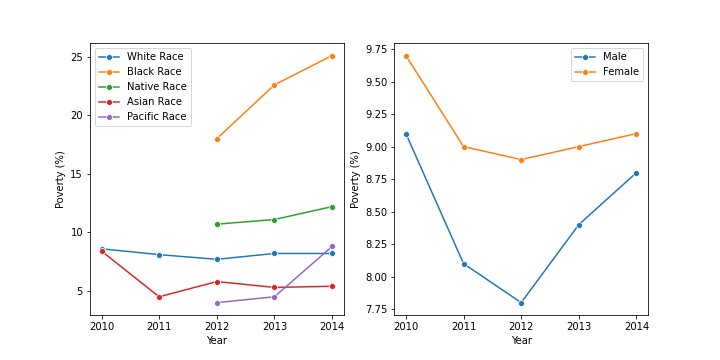 White Race
Black Race
Native Race
Asian Race
Pacific Race
25
20
15
10
5
Poverty (%)
2010 2011 2012 2013 2014
Year
Male
Female
9.75
9.50
9.25
9.00
8.75
8.50
8.25
8.00
7.75
Poverty (%)
2010 2011 2012 2013 2014
Year